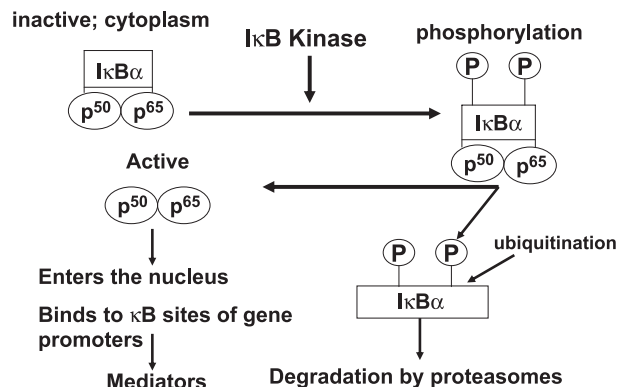 inactive; cytoplasm
IκB Kinase
phosphorylation
IκBα
p50 p65
P P
IκBα
p50 p65
Active
p50 p65
P P
ubiquitination
IκBα
Enters the nucleus
Binds to κB sites of gene
promoters
Mediators
Degradation by proteasomes